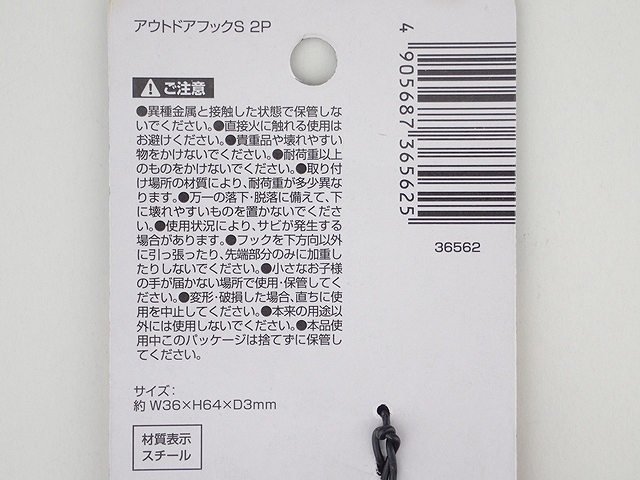 アウトドアフックS 2P
ご注意
●異種金属と接触した状態で保管しな
いでください。●直接火に触れる使用は
お避けください。●貴重品や壊れやすい
物をかけないでください。●耐荷重以上
のものをかけないでください。●取り付
け場所の材質により、耐荷重が多少異な
ります。●万一の落下・脱落に備えて、下
に壊れやすいものを置かないでくださ
い。●使用状況により、サビが発生する
場合があります。●フックを下方向以外
に引っ張ったり、先端部分のみに加重し
たりしないでください。●小さなお子様
の手が届かない場所で使用・保管してく
ださい。●変形・破損した場合、直ちに使
用を中止してください。●本来の用途以
外には使用しないでください。●本品使
用中このパッケージは捨てずに保管し
てください。
サイズ：
約 W36×H64×D3mm
材質表示
スチール
4 905687 365625
36562